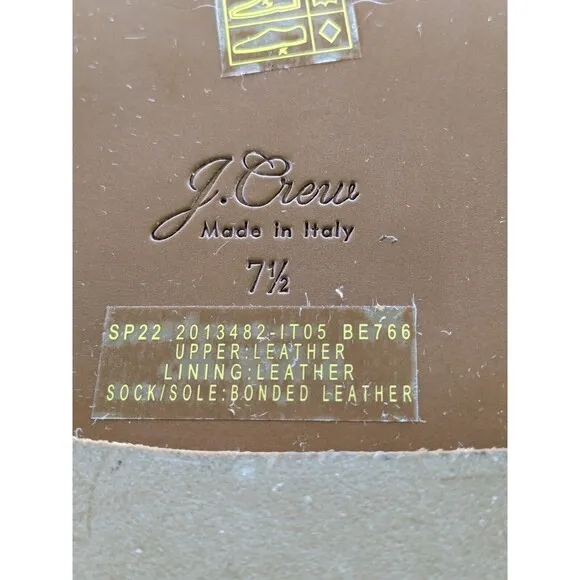 J.Crew
Made in Italy
7½
SP22 2013482-IT05 BE766
UPPER:LEATHER
LINING:LEATHER
SOCK/SOLE:BONDED LEATHER